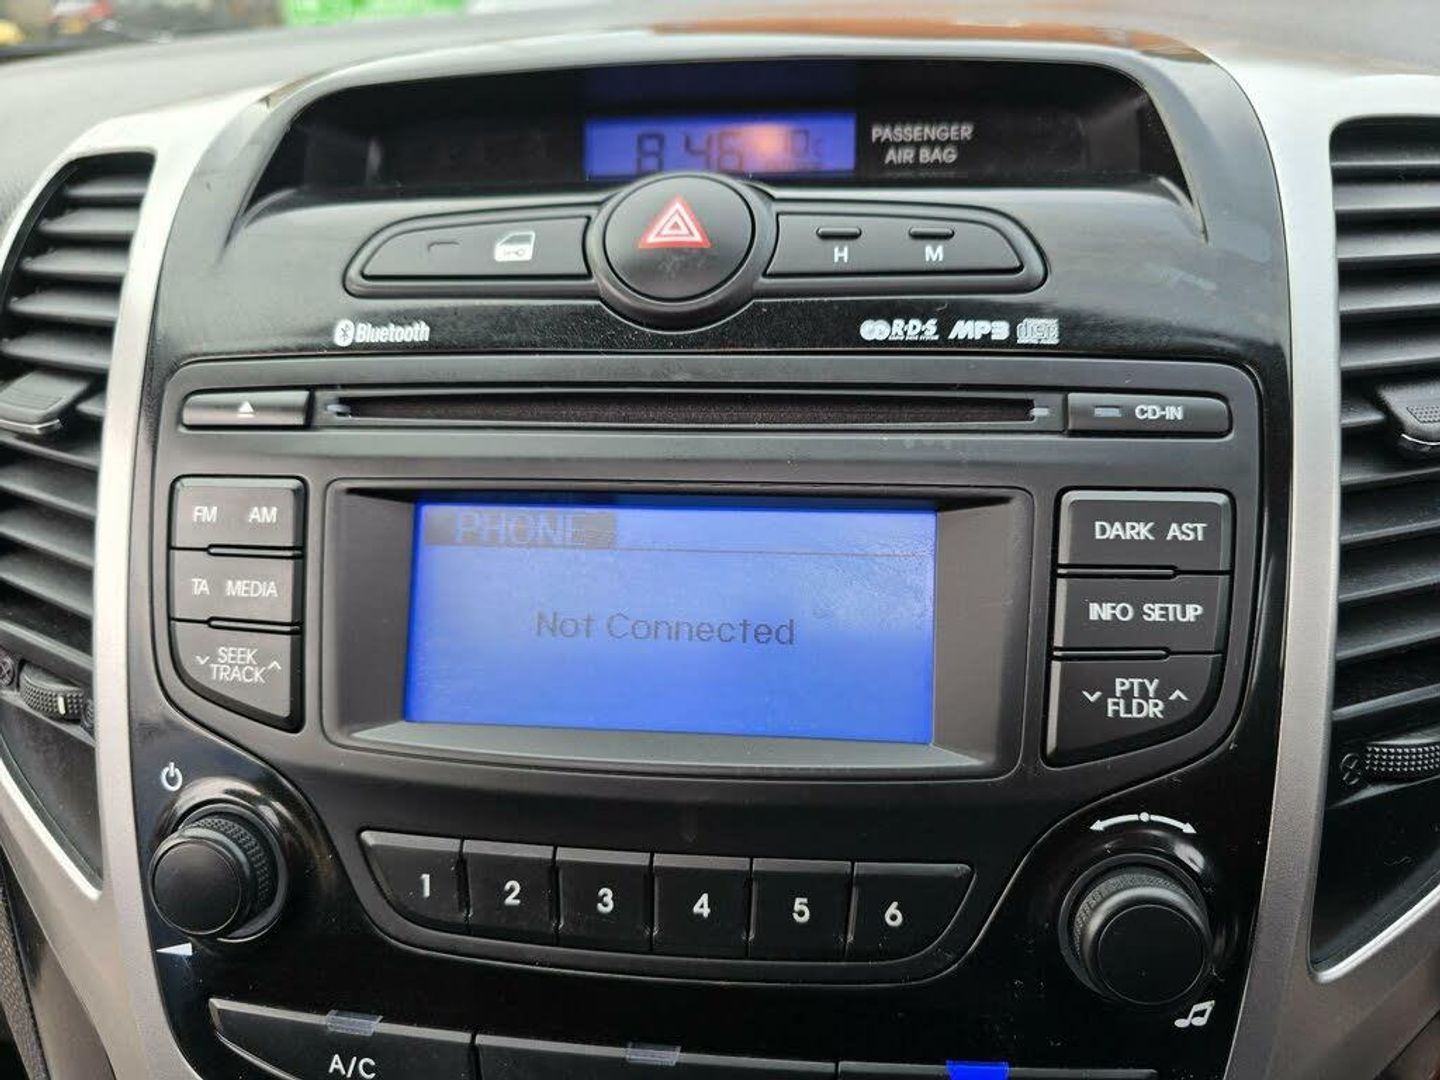 8:46
PASSENGER
AIR BAG
H M
Bluetooth
R·D·S MP3 disc
CD-IN
FM AM
TA MEDIA
SEEK
TRACK
PHONE
Not Connected
DARK AST
INFO SETUP
PTY
FLDR
1 2 3 4 5 6
A/C